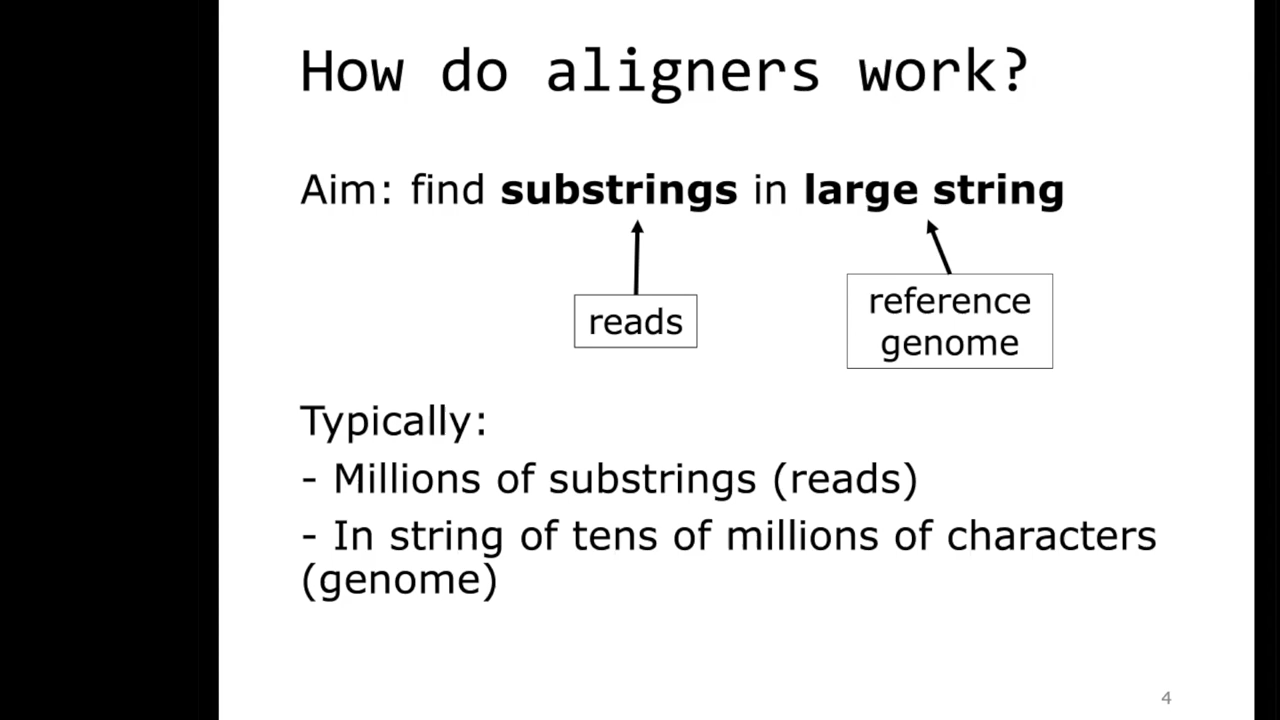 How do aligners work?
Aim: find substrings in large string
reads
reference
genome
Typically:
- Millions of substrings (reads)
- In string of tens of millions of characters
(genome)
4